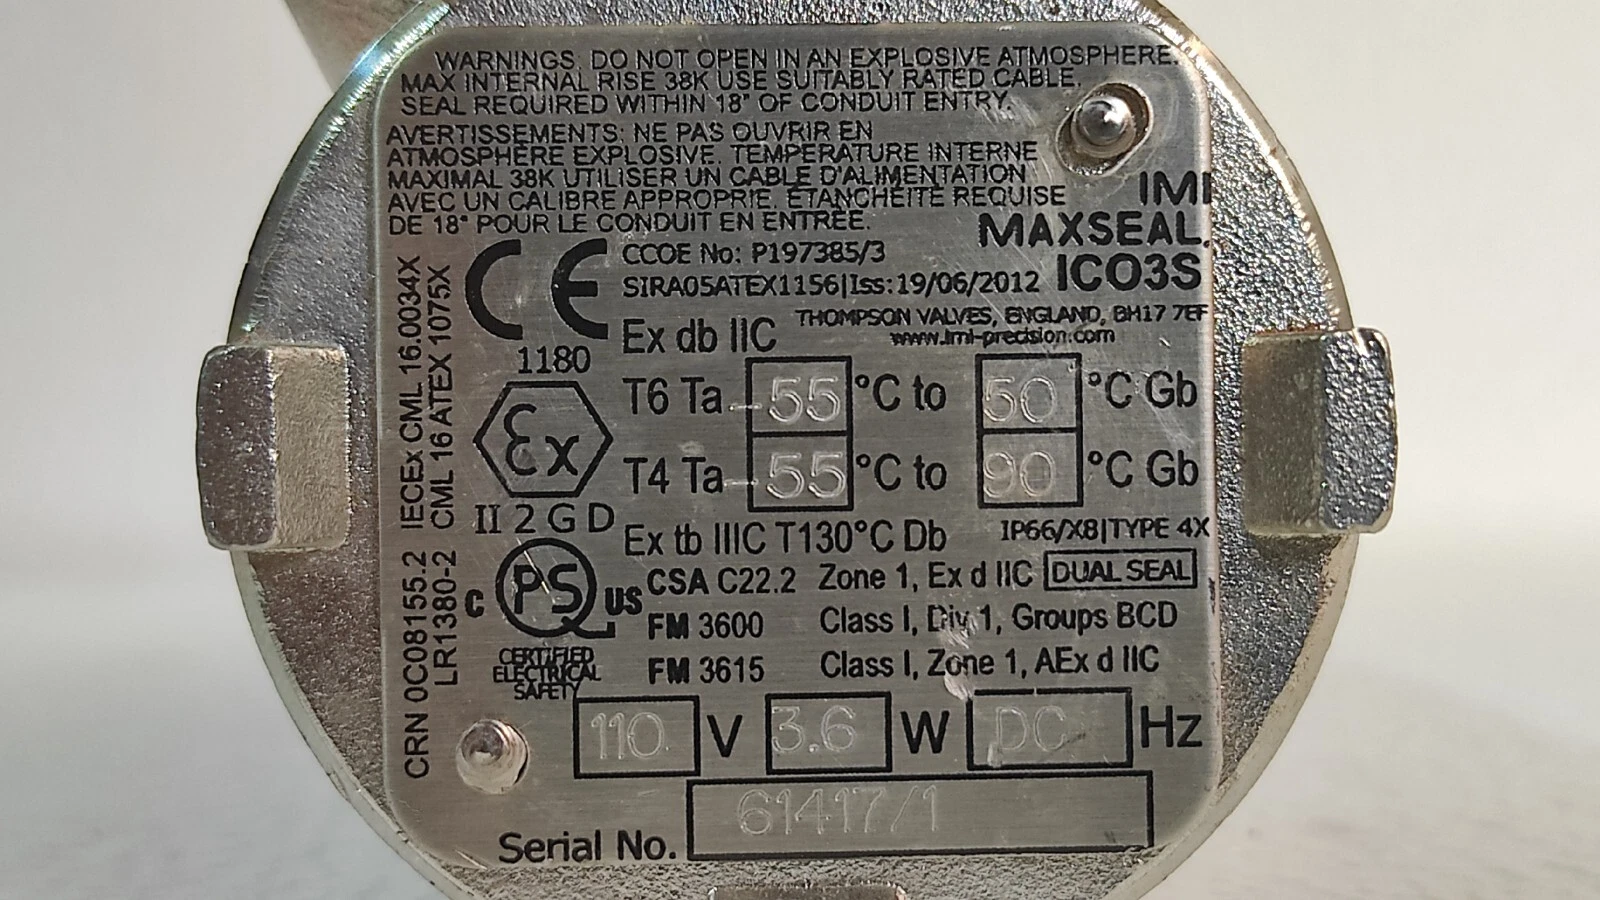 WARNINGS: DO NOT OPEN IN AN EXPLOSIVE ATMOSPHERE.
MAX INTERNAL RISE 38K USE SUITABLY RATED CABLE,
SEAL REQUIRED WITHIN 18" OF CONDUIT ENTRY.
AVERTISSEMENTS: NE PAS OUVRIR EN
ATMOSPHÈRE EXPLOSIVE. TEMPERATURE INTERNE
MAXIMAL 38K UTILISER UN CABLE D'ALIMENTATION
AVEC UN CALIBRE APPROPRIE. ÉTANCHÉITÉ REQUISE
DE 18" POUR LE CONDUIT EN ENTRÉE.
IMI
MAXSEAL.
ICO3S
CCOE No: P197385/3
SIRA05ATEX1156|Iss:19/06/2012
THOMPSON VALVES, ENGLAND, BH17 7EF
www.imi-precision.com
CE
1180
Ex db IIC
T6 Ta -55 °C to 50 °C Gb
T4 Ta -55 °C to 90 °C Gb
Ex
II 2 G D
Ex tb IIIC T130°C Db
IP66/X8|TYPE 4X
CSA C22.2 Zone 1, Ex d IIC DUAL SEAL
FM 3600 Class I, Div 1, Groups BCD
FM 3615 Class I, Zone 1, AEx d IIC
C PS US
CERTIFIED
ELECTRICAL
SAFETY
CRN 0C08155.2 IECEx CML 16.0034X
LR1380-2 CML 16 ATEX 1075X
110 V 3.6 W DC Hz
Serial No. 61417/1